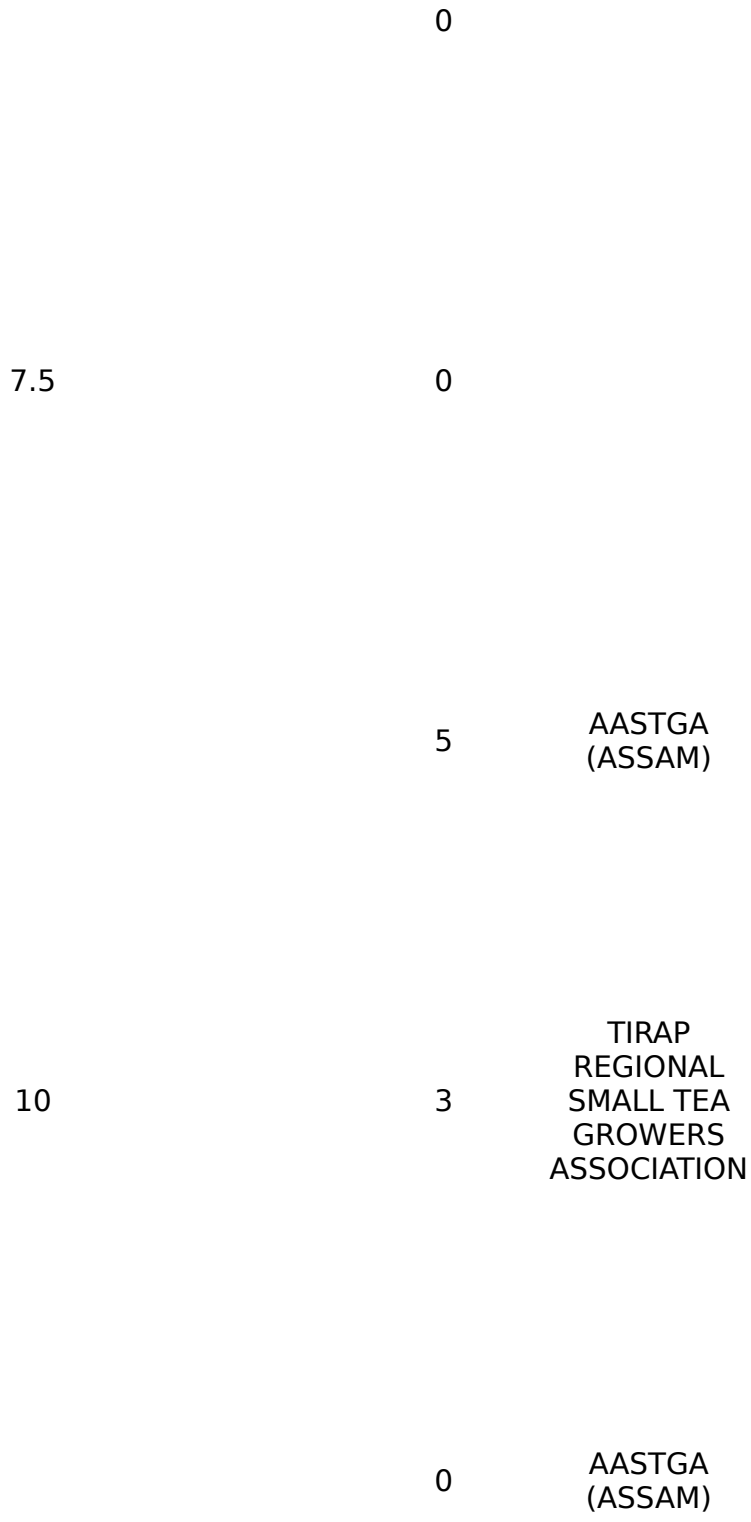 0
7.5 0
5 AASTGA
(ASSAM)
TIRAP
REGIONAL
10 3 SMALL TEA
GROWERS
ASSOCIATION
0 AASTGA
(ASSAM)